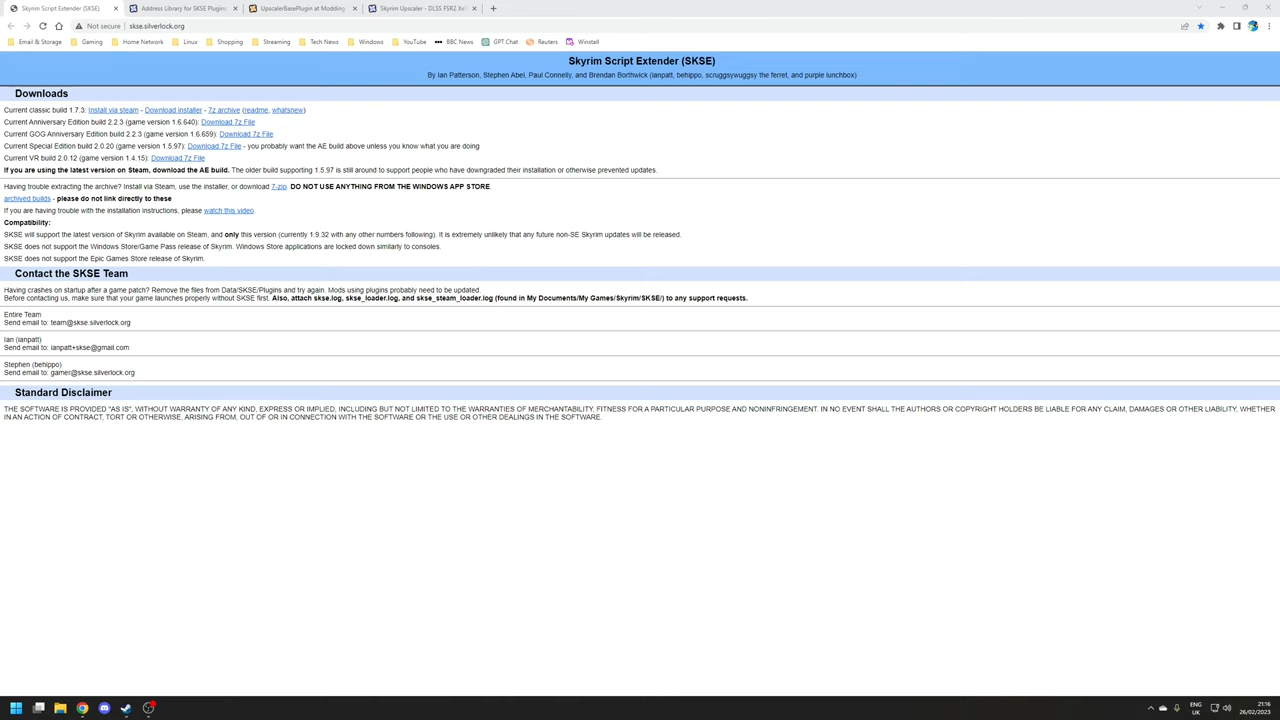 Skyrim Script Extender (SKSE)
Address Library for SKSE Plugins
UpscalerBasePlugin at Modding
Skyrim Upscaler - DLSS FSR2 Xe
Not secure
skse.silverlock.org
Email & Storage
Gaming
Home Network
Linux
Shopping
Streaming
Tech News
Windows
YouTube
BBC News
GPT Chat
Reuters
Winstall
Skyrim Script Extender (SKSE)
By Ian Patterson, Stephen Abel, Paul Connelly, and Brendan Borthwick (ianpatt, behippo, scruggsywuggsy the ferret, and purple lunchbox)
Downloads
Current classic build 1.7.3: Install via steam - Download installer - 7z archive (readme, whatsnew)
Current Anniversary Edition build 2.2.3 (game version 1.6.640): Download 7z File
Current GOG Anniversary Edition build 2.2.3 (game version 1.6.659): Download 7z File
Current Special Edition build 2.0.20 (game version 1.5.97): Download 7z File - you probably want the AE build above unless you know what you are doing
Current VR build 2.0.12 (game version 1.4.15): Download 7z File
If you are using the latest version on Steam, download the AE build. The older build supporting 1.5.97 is still around to support people who have downgraded their installation or otherwise prevented updates.
Having trouble extracting the archive? Install via Steam, use the installer, or download 7-zip. DO NOT USE ANYTHING FROM THE WINDOWS APP STORE.
archived builds - please do not link directly to these
If you are having trouble with the installation instructions, please watch this video.
Compatibility:
SKSE will support the latest version of Skyrim available on Steam, and only this version (currently 1.9.32 with any other numbers following). It is extremely unlikely that any future non-SE Skyrim updates will be released.
SKSE does not support the Windows Store/Game Pass release of Skyrim. Windows Store applications are locked down similarly to consoles.
SKSE does not support the Epic Games Store release of Skyrim.
Contact the SKSE Team
Having crashes on startup after a game patch? Remove the files from Data/SKSE/Plugins and try again. Mods using plugins probably need to be updated.
Before contacting us, make sure that your game launches properly without SKSE first. Also, attach skse.log, skse_loader.log, and skse_steam_loader.log (found in My Documents/My Games/Skyrim/SKSE/) to any support requests.
Entire Team
Send email to: team@skse.silverlock.org
Ian (ianpatt)
Send email to: ianpatt+skse@gmail.com
Stephen (behippo)
Send email to: gamer@skse.silverlock.org
Standard Disclaimer
THE SOFTWARE IS PROVIDED "AS IS", WITHOUT WARRANTY OF ANY KIND, EXPRESS OR IMPLIED, INCLUDING BUT NOT LIMITED TO THE WARRANTIES OF MERCHANTABILITY, FITNESS FOR A PARTICULAR PURPOSE AND NONINFRINGEMENT. IN NO EVENT SHALL THE AUTHORS OR COPYRIGHT HOLDERS BE LIABLE FOR ANY CLAIM, DAMAGES OR OTHER LIABILITY, WHETHER
IN AN ACTION OF CONTRACT, TORT OR OTHERWISE, ARISING FROM, OUT OF OR IN CONNECTION WITH THE SOFTWARE OR THE USE OR OTHER DEALINGS IN THE SOFTWARE.
ENG
UK
21:16
26/02/2023